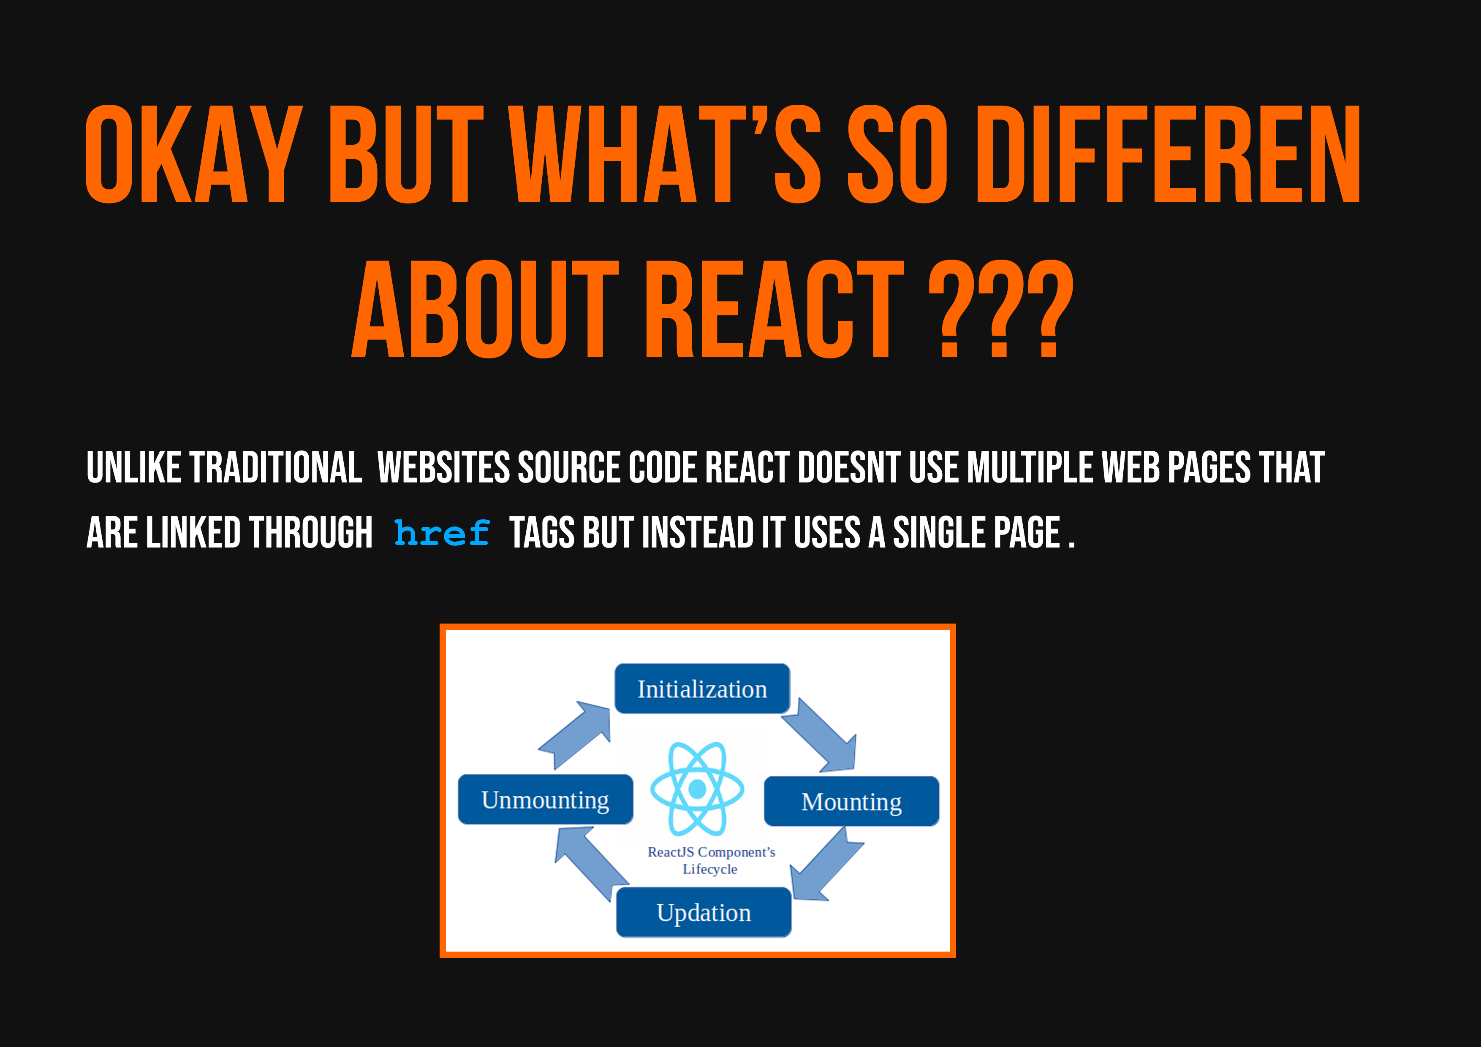 OKAY BUT WHAT'S SO DIFFEREN
ABOUT REACT ???
UNLIKE TRADITIONAL WEBSITES SOURCE CODE REACT DOESNT USE MULTIPLE WEB PAGES THAT
ARE LINKED THROUGH href TAGS BUT INSTEAD IT USES A SINGLE PAGE .
Initialization
Unmounting
Mounting
ReactJS Component's
Lifecycle
Updation